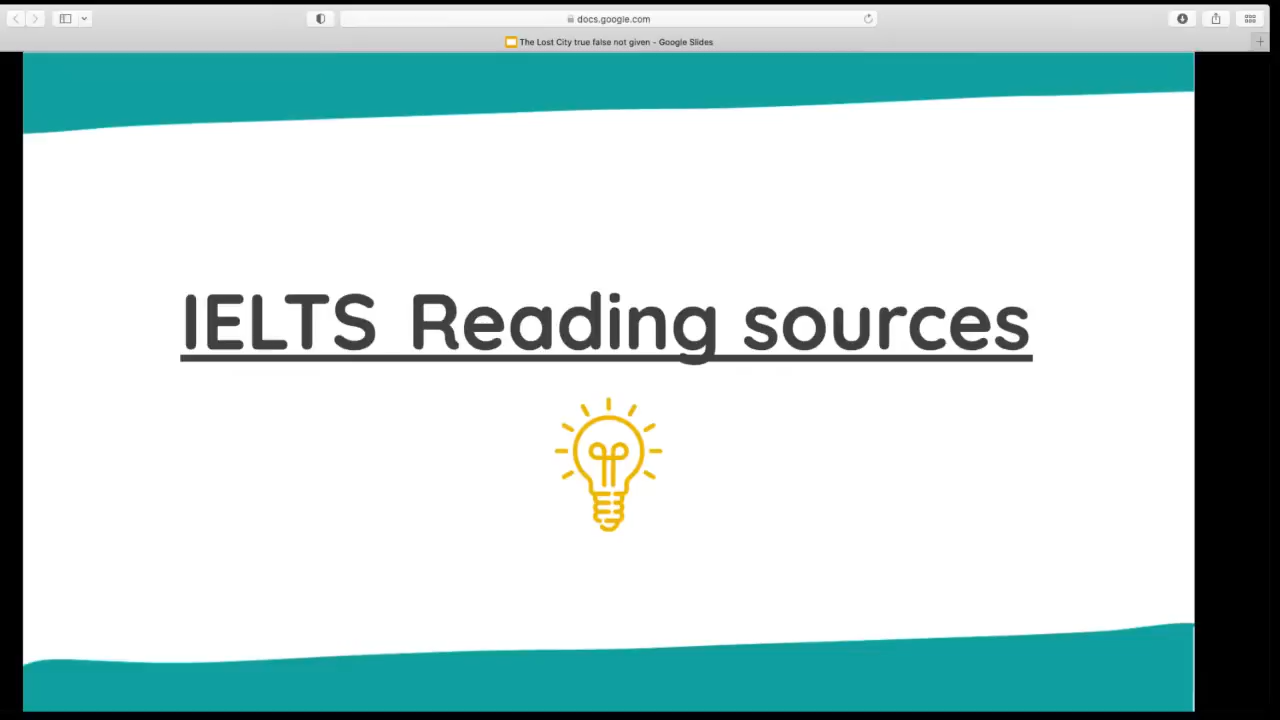 docs.google.com
The Lost City true false not given - Google Slides
IELTS Reading sources